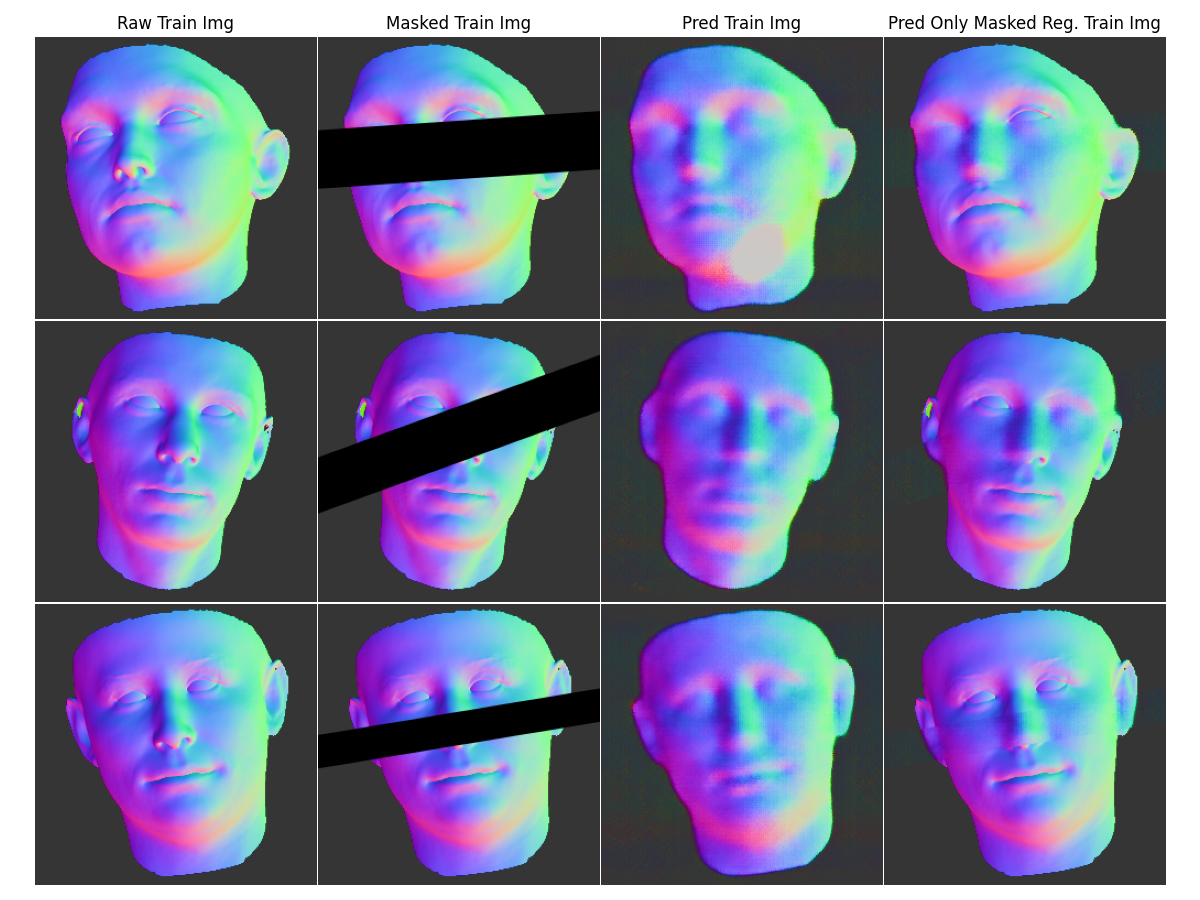 Raw Train Img
Masked Train Img
Pred Train Img
Pred Only Masked Reg. Train Img